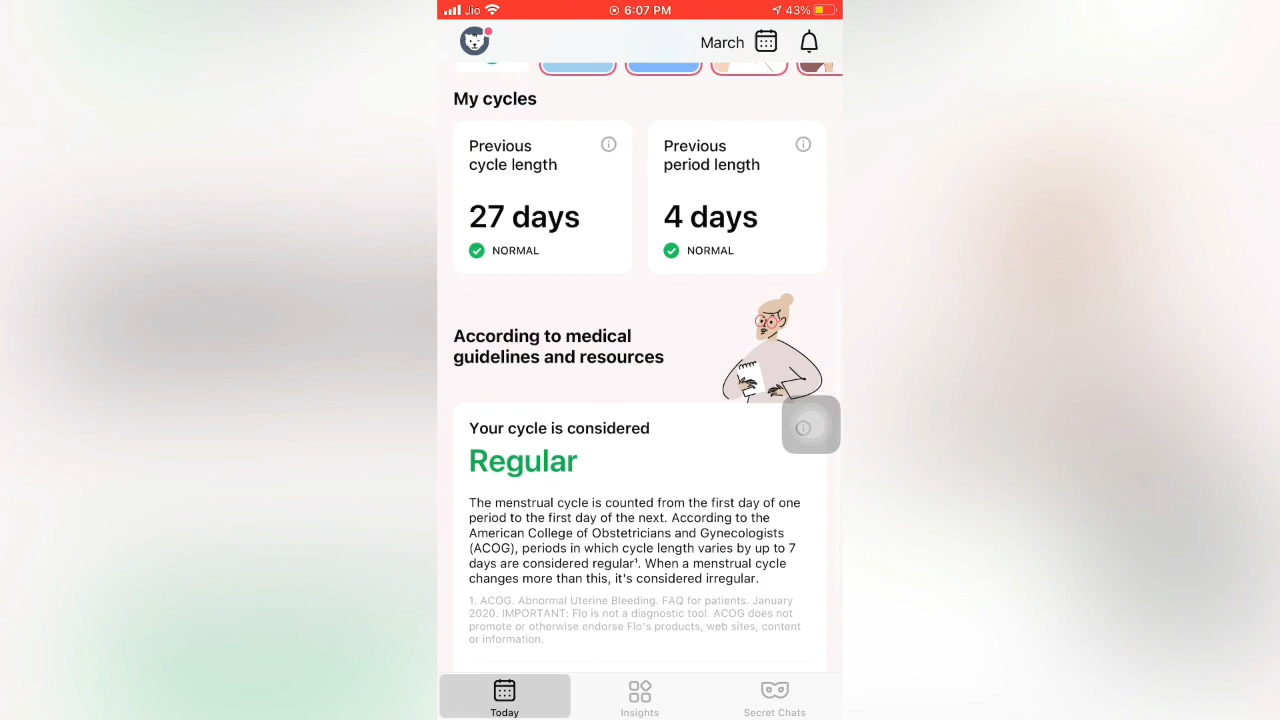 Jio 6:07 PM 43%
March
My cycles
Previous cycle length
27 days
NORMAL
Previous period length
4 days
NORMAL
According to medical
guidelines and resources
Your cycle is considered
Regular
The menstrual cycle is counted from the first day of one
period to the first day of the next. According to the
American College of Obstetricians and Gynecologists
(ACOG), periods in which cycle length varies by up to 7
days are considered regular¹. When a menstrual cycle
changes more than this, it's considered irregular.
1. ACOG. Abnormal Uterine Bleeding. FAQ for patients. January
2020. IMPORTANT: Flo is not a diagnostic tool. ACOG does not
promote or otherwise endorse Flo's products, web sites, content
or information.
Today Insights Secret Chats